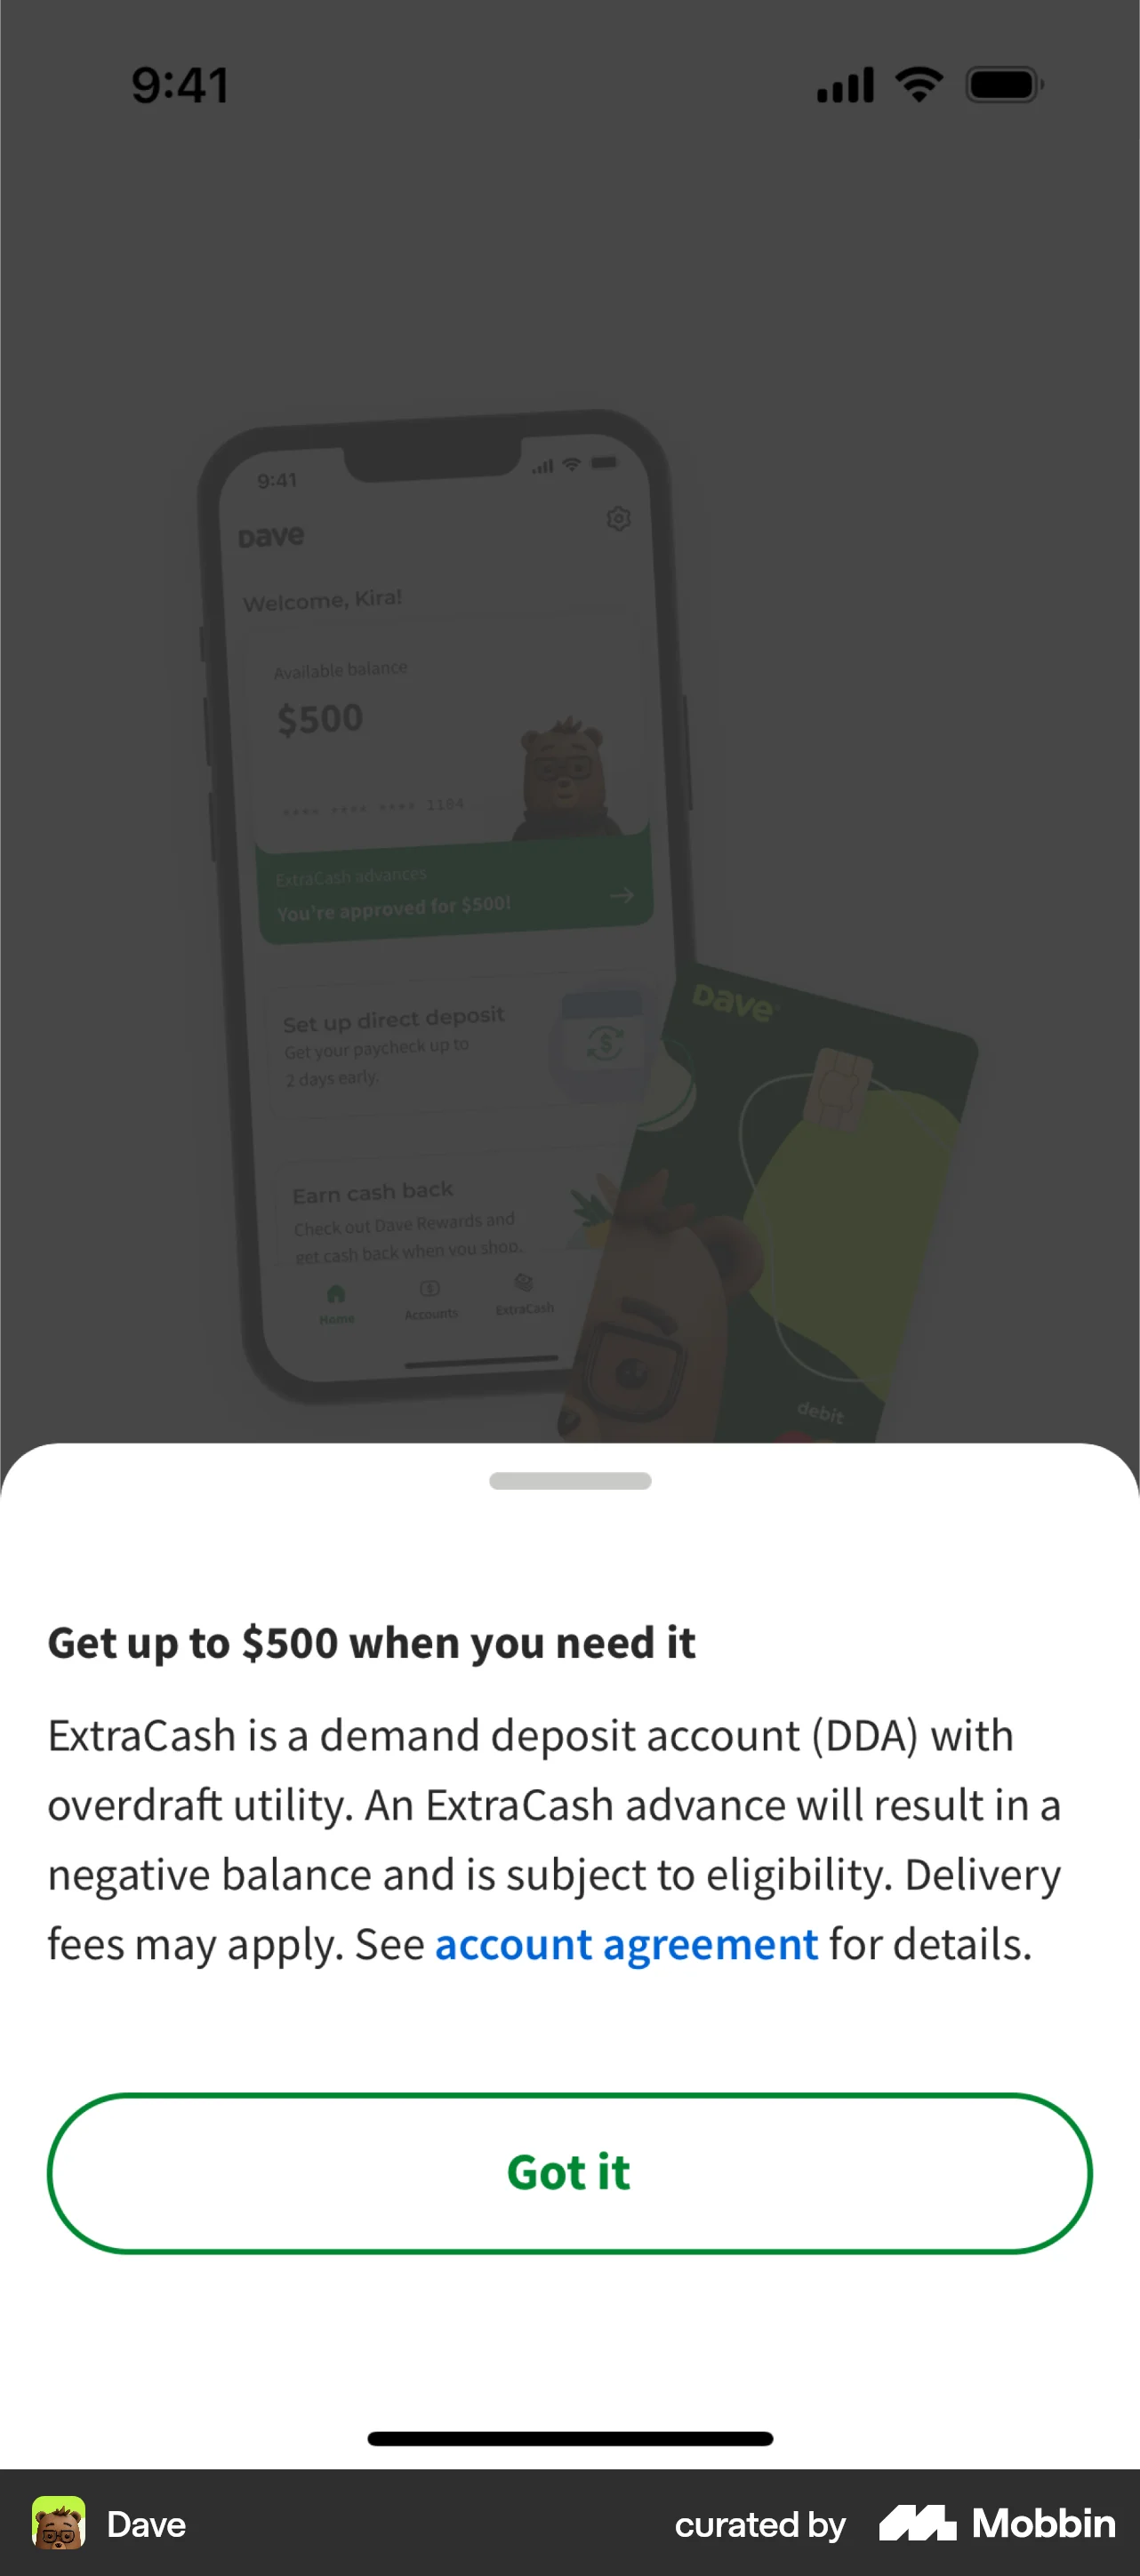 9:41
9:41
Dave
Welcome, Kira!
Available balance
$500
**** **** **** 1104
ExtraCash advances
You're approved for $500!
Set up direct deposit
Get your paycheck up to
2 days early.
Earn cash back
Check out Dave Rewards and
get cash back when you shop.
Home
Accounts
ExtraCash
Dave
debit
Get up to $500 when you need it
ExtraCash is a demand deposit account (DDA) with
overdraft utility. An ExtraCash advance will result in a
negative balance and is subject to eligibility. Delivery
fees may apply. See account agreement for details.
Got it
Dave
curated by Mobbin